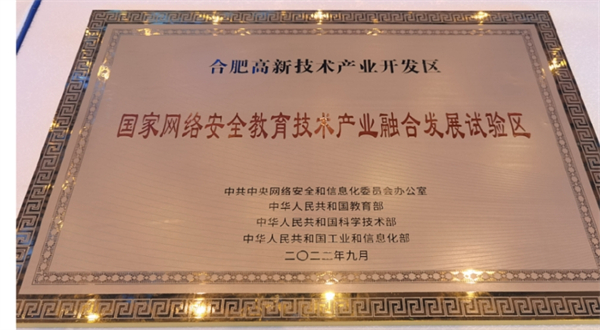 合肥高新技术产业开发区
国家网络安全教育技术产业融合发展试验区
中共中央网络安全和信息化委员会办公室
中华人民共和国教育部
中华人民共和国科学技术部
中华人民共和国工业和信息化部
二〇二二年九月